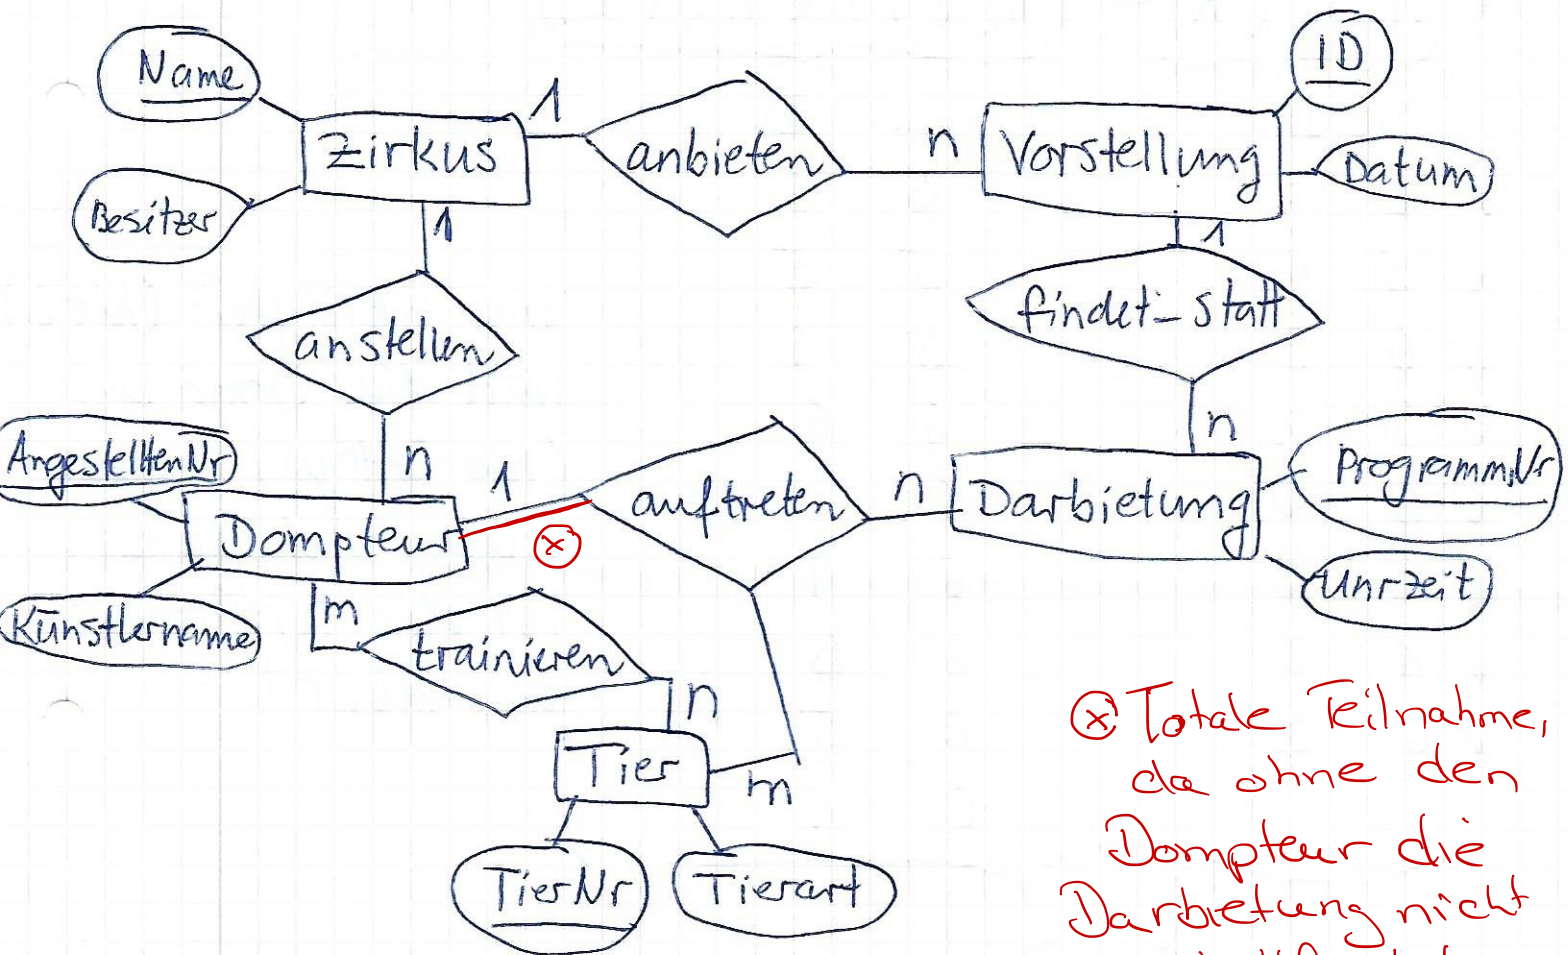 Name
ID
Zirkus
1
anbieten
n
Vorstellung
Datum
Besitzer
1
1
anstellen
findet_statt
AngestelltenNr
n
1
auftreten
n
n
ProgrammNr
Dompteur
x
Darbietung
Künstlername
m
trainieren
Uhrzeit
n
Tier
m
TierNr
Tierart
x Totale Teilnahme,
da ohne den
Dompteur die
Darbietung nicht